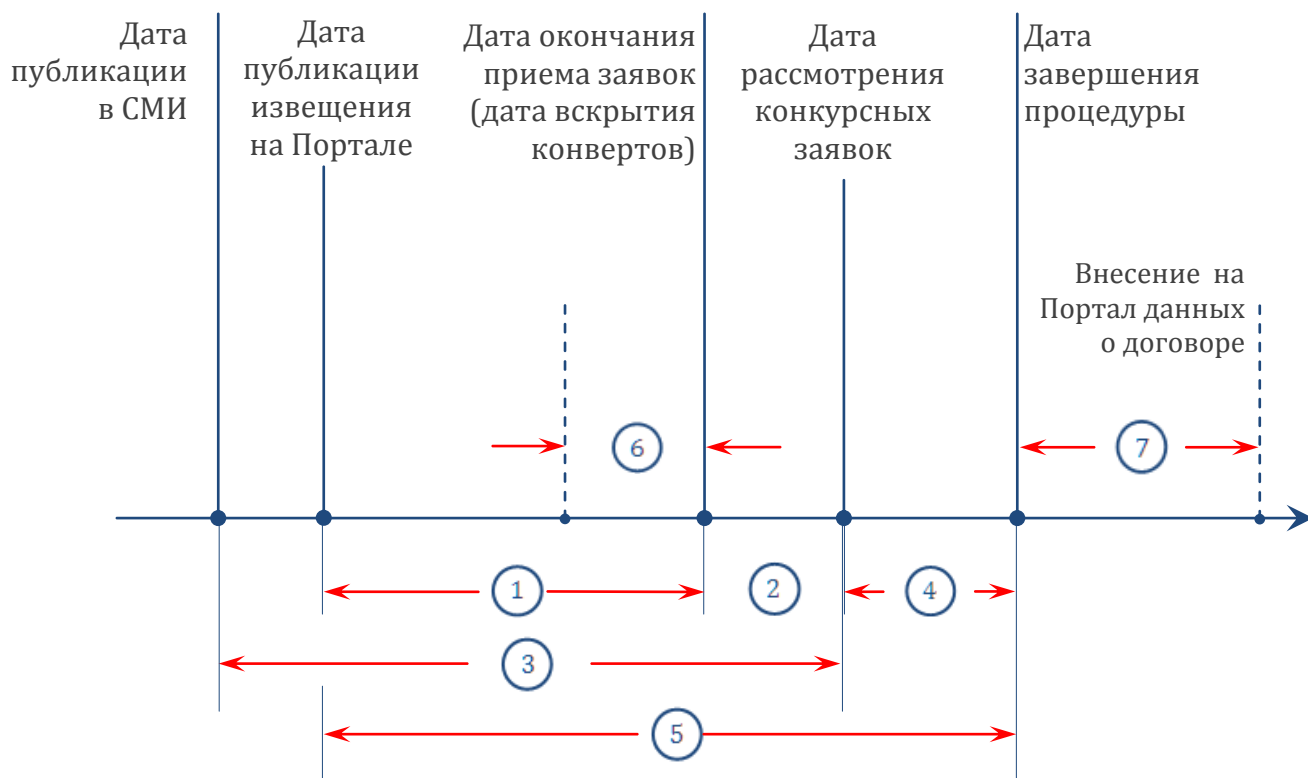 Дата
публикации
в СМИ
Дата
публикации
извещения
на Портале
Дата окончания
приема заявок
(дата вскрытия
конвертов)
Дата
рассмотрения
конкурсных
заявок
Дата
завершения
процедуры
Внесение на
Портал данных
о договоре
6
7
1
2
4
3
5